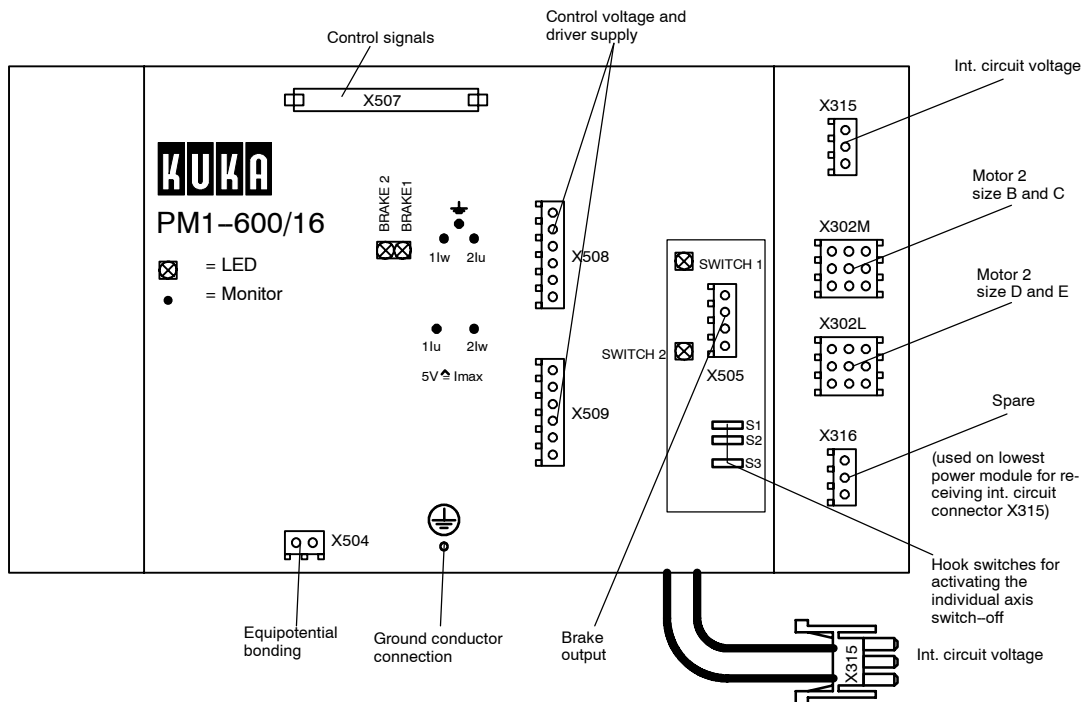 Control voltage and
driver supply
Control signals
Int. circuit voltage
X507
X315
KUKA
PM1–600/16
= LED
= Monitor
BRAKE 2
BRAKE1
1Iw
2Iu
X508
SWITCH 1
Motor 2
size B and C
X302M
Motor 2
size D and E
1Iu
2Iw
5V ≙ Imax
SWITCH 2
X505
X302L
X509
S1
S2
S3
Spare
X316
(used on lowest
power module for re-
ceiving int. circuit
connector X315)
X504
Hook switches for
activating the
individual axis
switch–off
Equipotential
bonding
Ground conductor
connection
Brake
output
X315
Int. circuit voltage